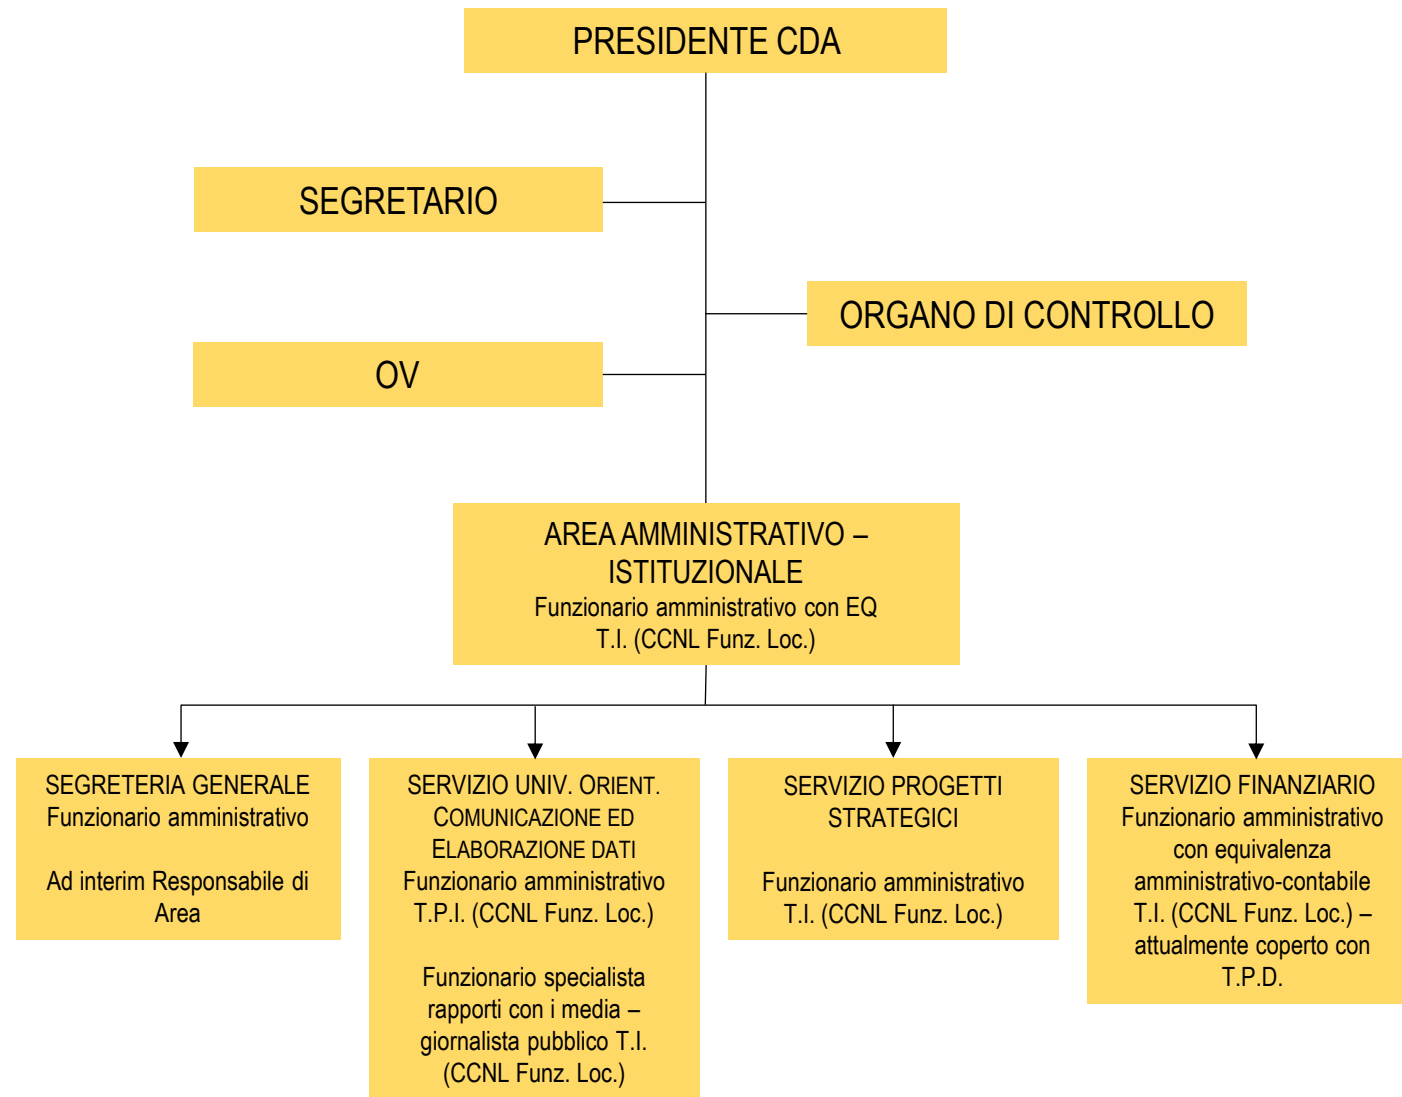 PRESIDENTE CDA
SEGRETARIO
ORGANO DI CONTROLLO
OV
AREA AMMINISTRATIVO –
ISTITUZIONALE
Funzionario amministrativo con EQ
T.I. (CCNL Funz. Loc.)
SEGRETERIA GENERALE
Funzionario amministrativo
Ad interim Responsabile di
Area
SERVIZIO UNIV. ORIENT.
COMUNICAZIONE ED
ELABORAZIONE DATI
Funzionario amministrativo
T.P.I. (CCNL Funz. Loc.)
Funzionario specialista
rapporti con i media –
giornalista pubblico T.I.
(CCNL Funz. Loc.)
SERVIZIO PROGETTI
STRATEGICI
Funzionario amministrativo
T.I. (CCNL Funz. Loc.)
SERVIZIO FINANZIARIO
Funzionario amministrativo
con equivalenza
amministrativo-contabile
T.I. (CCNL Funz. Loc.) –
attualmente coperto con
T.P.D.